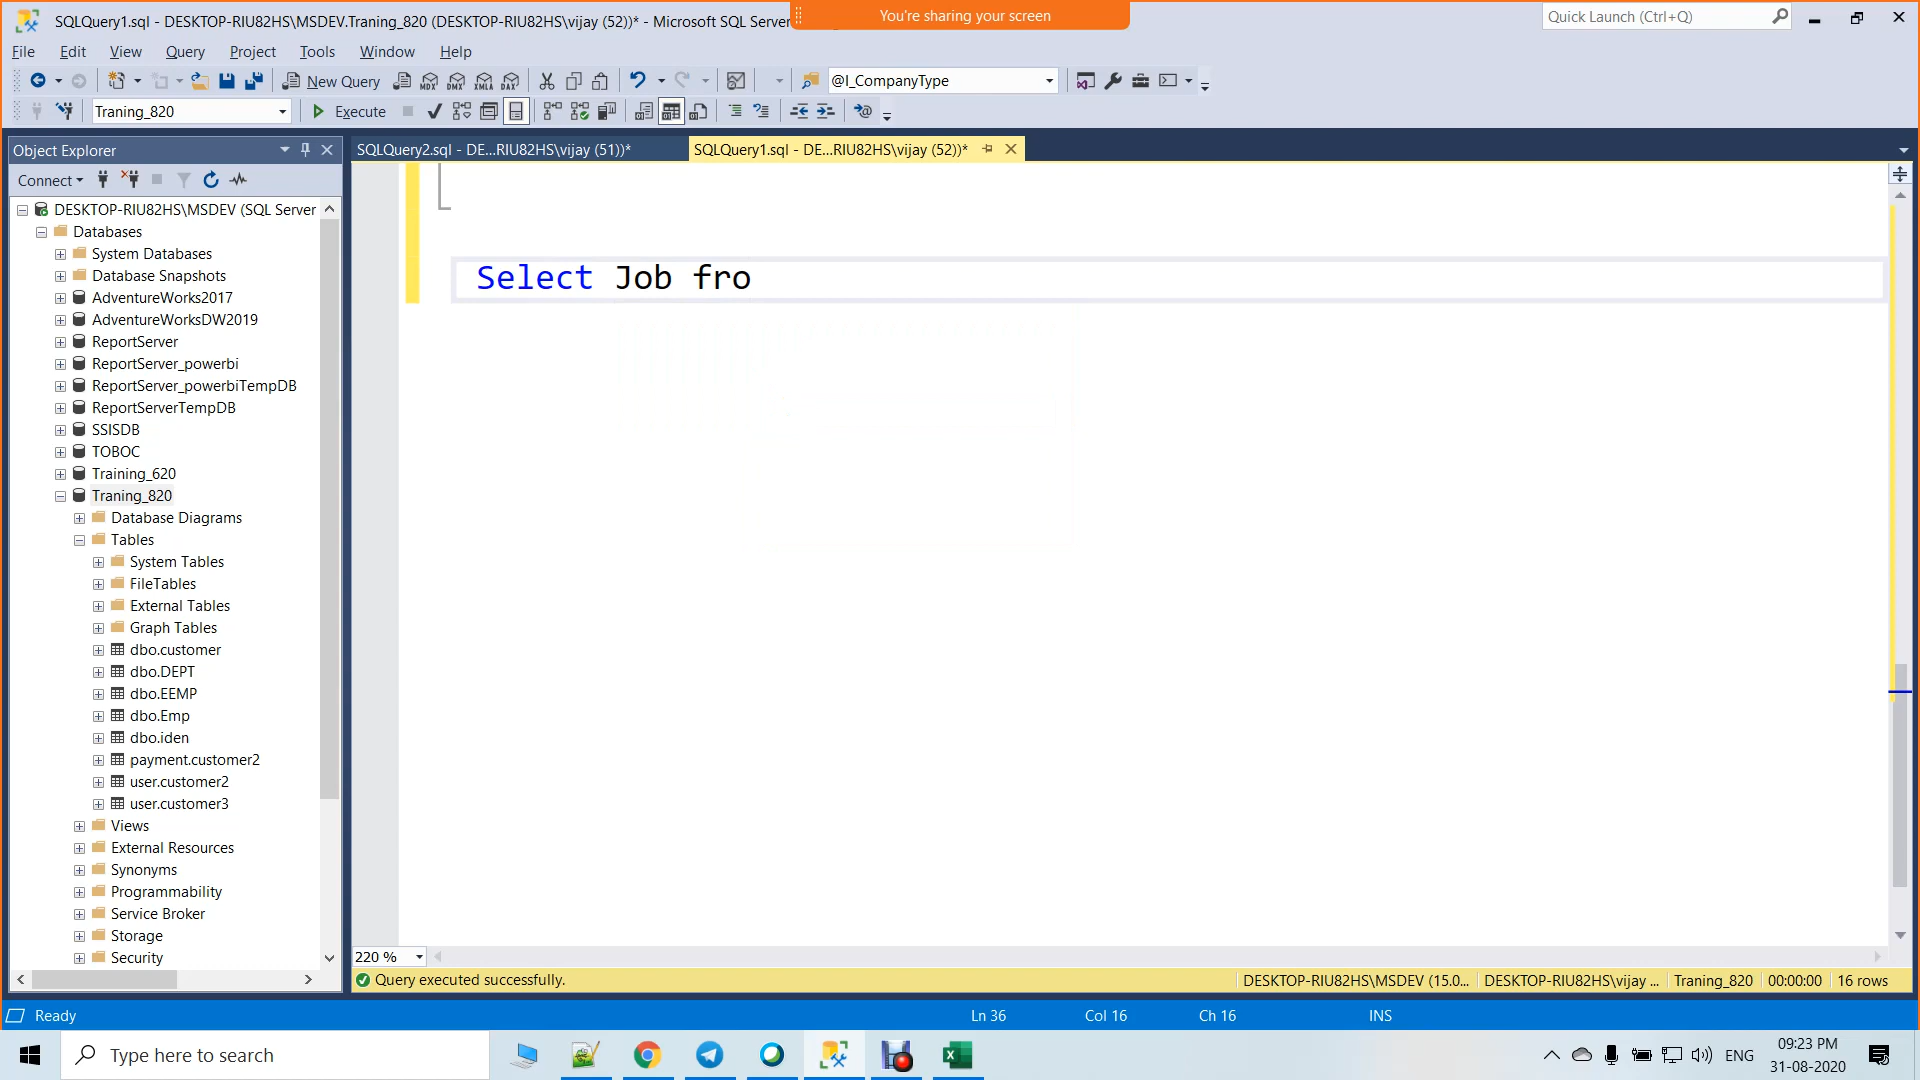 SQLQuery1.sql - DESKTOP-RIU82HS\MSDEV.Traning_820 (DESKTOP-RIU82HS\vijay (52))* - Microsoft SQL Server
You're sharing your screen
Quick Launch (Ctrl+Q)
File Edit View Query Project Tools Window Help
New Query
MDX DMX XMLA DAX
@I_CompanyType
Traning_820
Execute
Object Explorer
SQLQuery2.sql - DE...RIU82HS\vijay (51))*
SQLQuery1.sql - DE...RIU82HS\vijay (52))*
Connect
DESKTOP-RIU82HS\MSDEV (SQL Server
Databases
System Databases
Database Snapshots
AdventureWorks2017
AdventureWorksDW2019
ReportServer
ReportServer_powerbi
ReportServer_powerbiTempDB
ReportServerTempDB
SSISDB
TOBOC
Training_620
Traning_820
Database Diagrams
Tables
System Tables
FileTables
External Tables
Graph Tables
dbo.customer
dbo.DEPT
dbo.EEMP
dbo.Emp
dbo.iden
payment.customer2
user.customer2
user.customer3
Views
External Resources
Synonyms
Programmability
Service Broker
Storage
Security
Select Job fro
220 %
Query executed successfully.
DESKTOP-RIU82HS\MSDEV (15.0... DESKTOP-RIU82HS\vijay ... Traning_820 00:00:00 16 rows
Ready
Ln 36 Col 16 Ch 16 INS
Type here to search
ENG
09:23 PM
31-08-2020